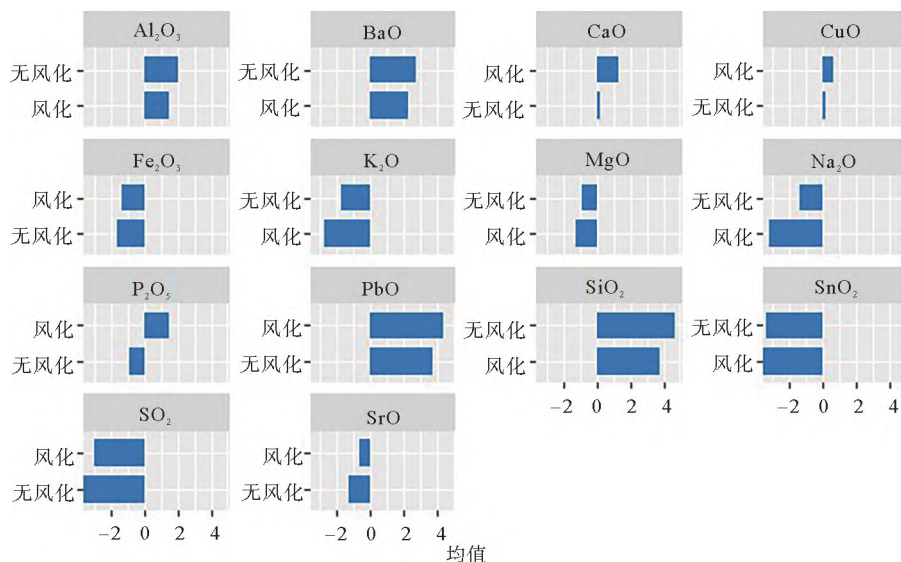 Al₂O₃ BaO CaO CuO
无风化 无风化 风化 风化
风化 风化 无风化 无风化
Fe₂O₃ K₂O MgO Na₂O
风化 无风化 无风化 无风化
无风化 风化 风化 风化
P₂O₅ PbO SiO₂ SnO₂
风化 风化 无风化 无风化
无风化 无风化 风化 风化
−2 0 2 4 −2 0 2 4
SO₂ SrO
风化 风化
无风化 无风化
−2 0 2 4 −2 0 2 4
均值